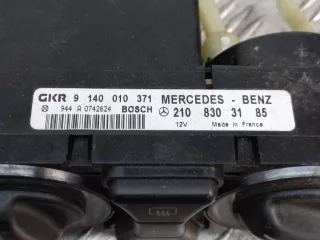 GKR 9 140 010 371 MERCEDES - BENZ
944 A 0742624 BOSCH 210 830 31 85
12V Made in France